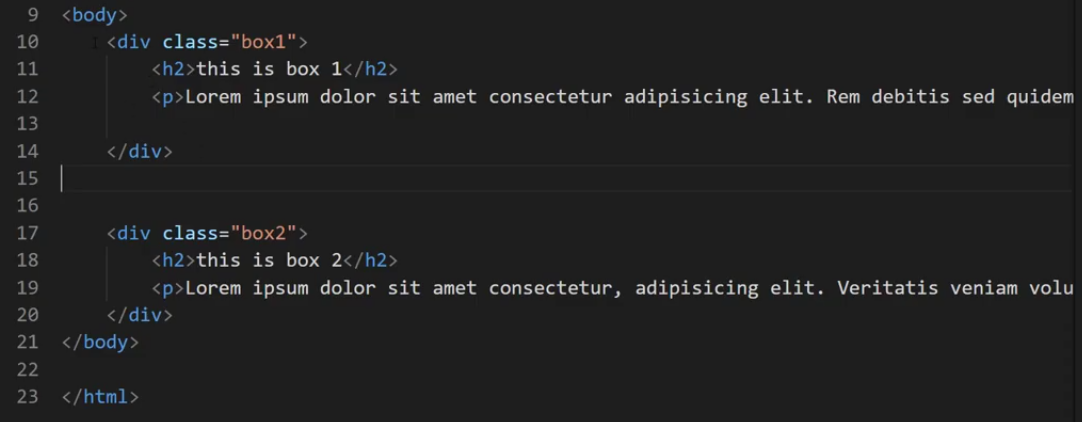 9 <body>
10 <div class="box1">
11 <h2>this is box 1</h2>
12 <p>Lorem ipsum dolor sit amet consectetur adipisicing elit. Rem debitis sed quidem
13
14 </div>
15
16
17 <div class="box2">
18 <h2>this is box 2</h2>
19 <p>Lorem ipsum dolor sit amet consectetur, adipisicing elit. Veritatis veniam volu
20 </div>
21 </body>
22
23 </html>